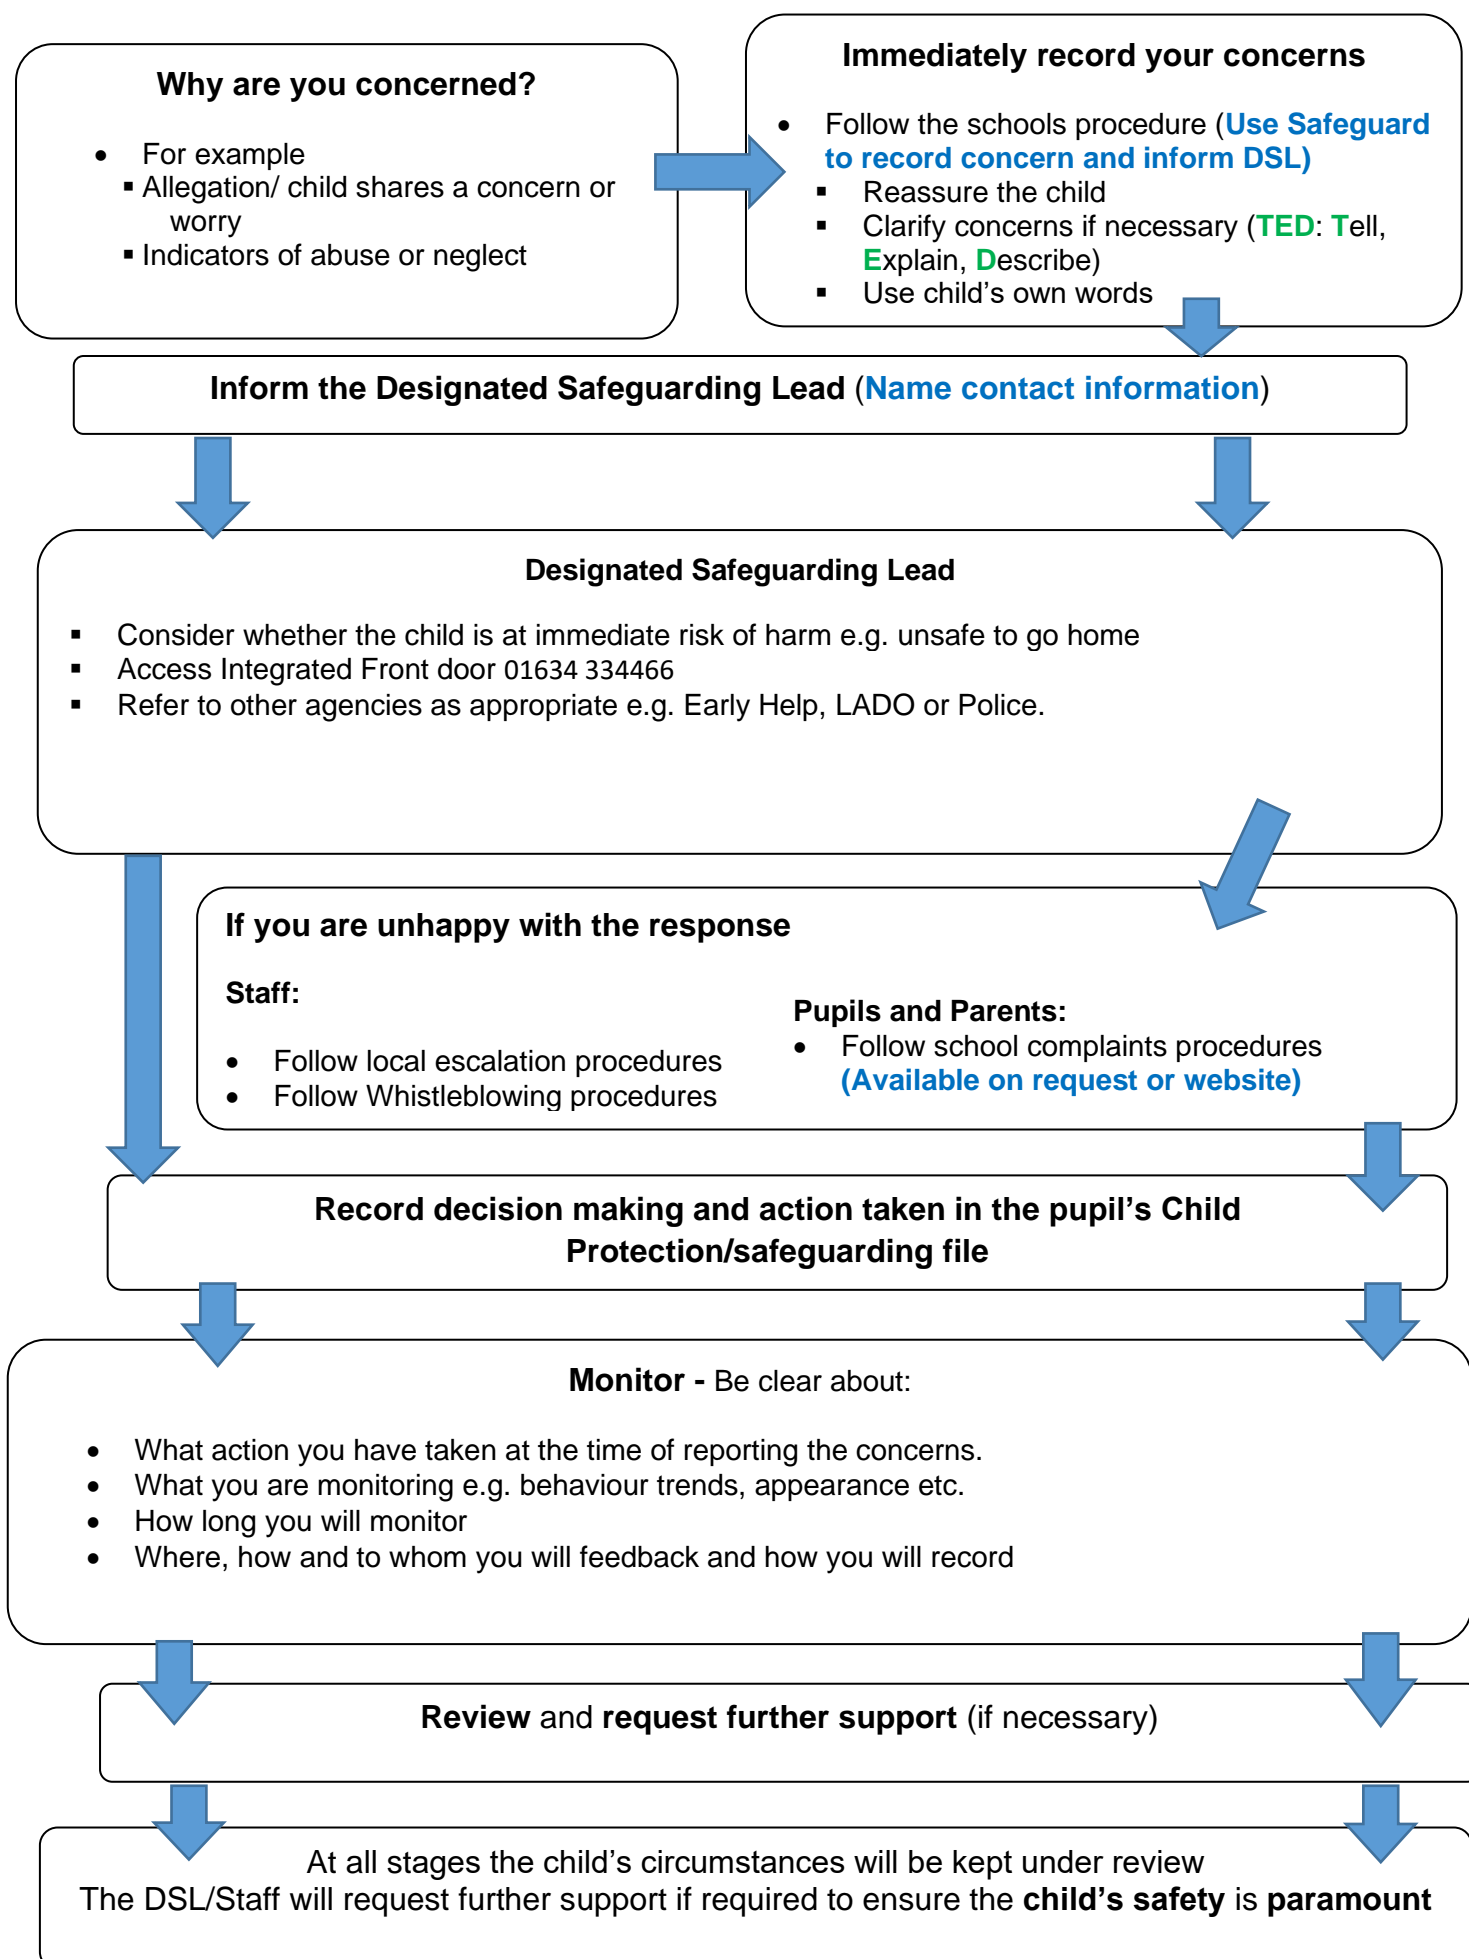 Why are you concerned?
• For example
▪ Allegation/ child shares a concern or
worry
▪ Indicators of abuse or neglect
Immediately record your concerns
• Follow the schools procedure (Use Safeguard
to record concern and inform DSL)
▪ Reassure the child
▪ Clarify concerns if necessary (TED: Tell,
Explain, Describe)
▪ Use child’s own words
Inform the Designated Safeguarding Lead (Name contact information)
Designated Safeguarding Lead
▪ Consider whether the child is at immediate risk of harm e.g. unsafe to go home
▪ Access Integrated Front door 01634 334466
▪ Refer to other agencies as appropriate e.g. Early Help, LADO or Police.
If you are unhappy with the response
Staff:
• Follow local escalation procedures
• Follow Whistleblowing procedures
Pupils and Parents:
• Follow school complaints procedures
(Available on request or website)
Record decision making and action taken in the pupil’s Child
Protection/safeguarding file
Monitor - Be clear about:
• What action you have taken at the time of reporting the concerns.
• What you are monitoring e.g. behaviour trends, appearance etc.
• How long you will monitor
• Where, how and to whom you will feedback and how you will record
Review and request further support (if necessary)
At all stages the child’s circumstances will be kept under review
The DSL/Staff will request further support if required to ensure the child’s safety is paramount